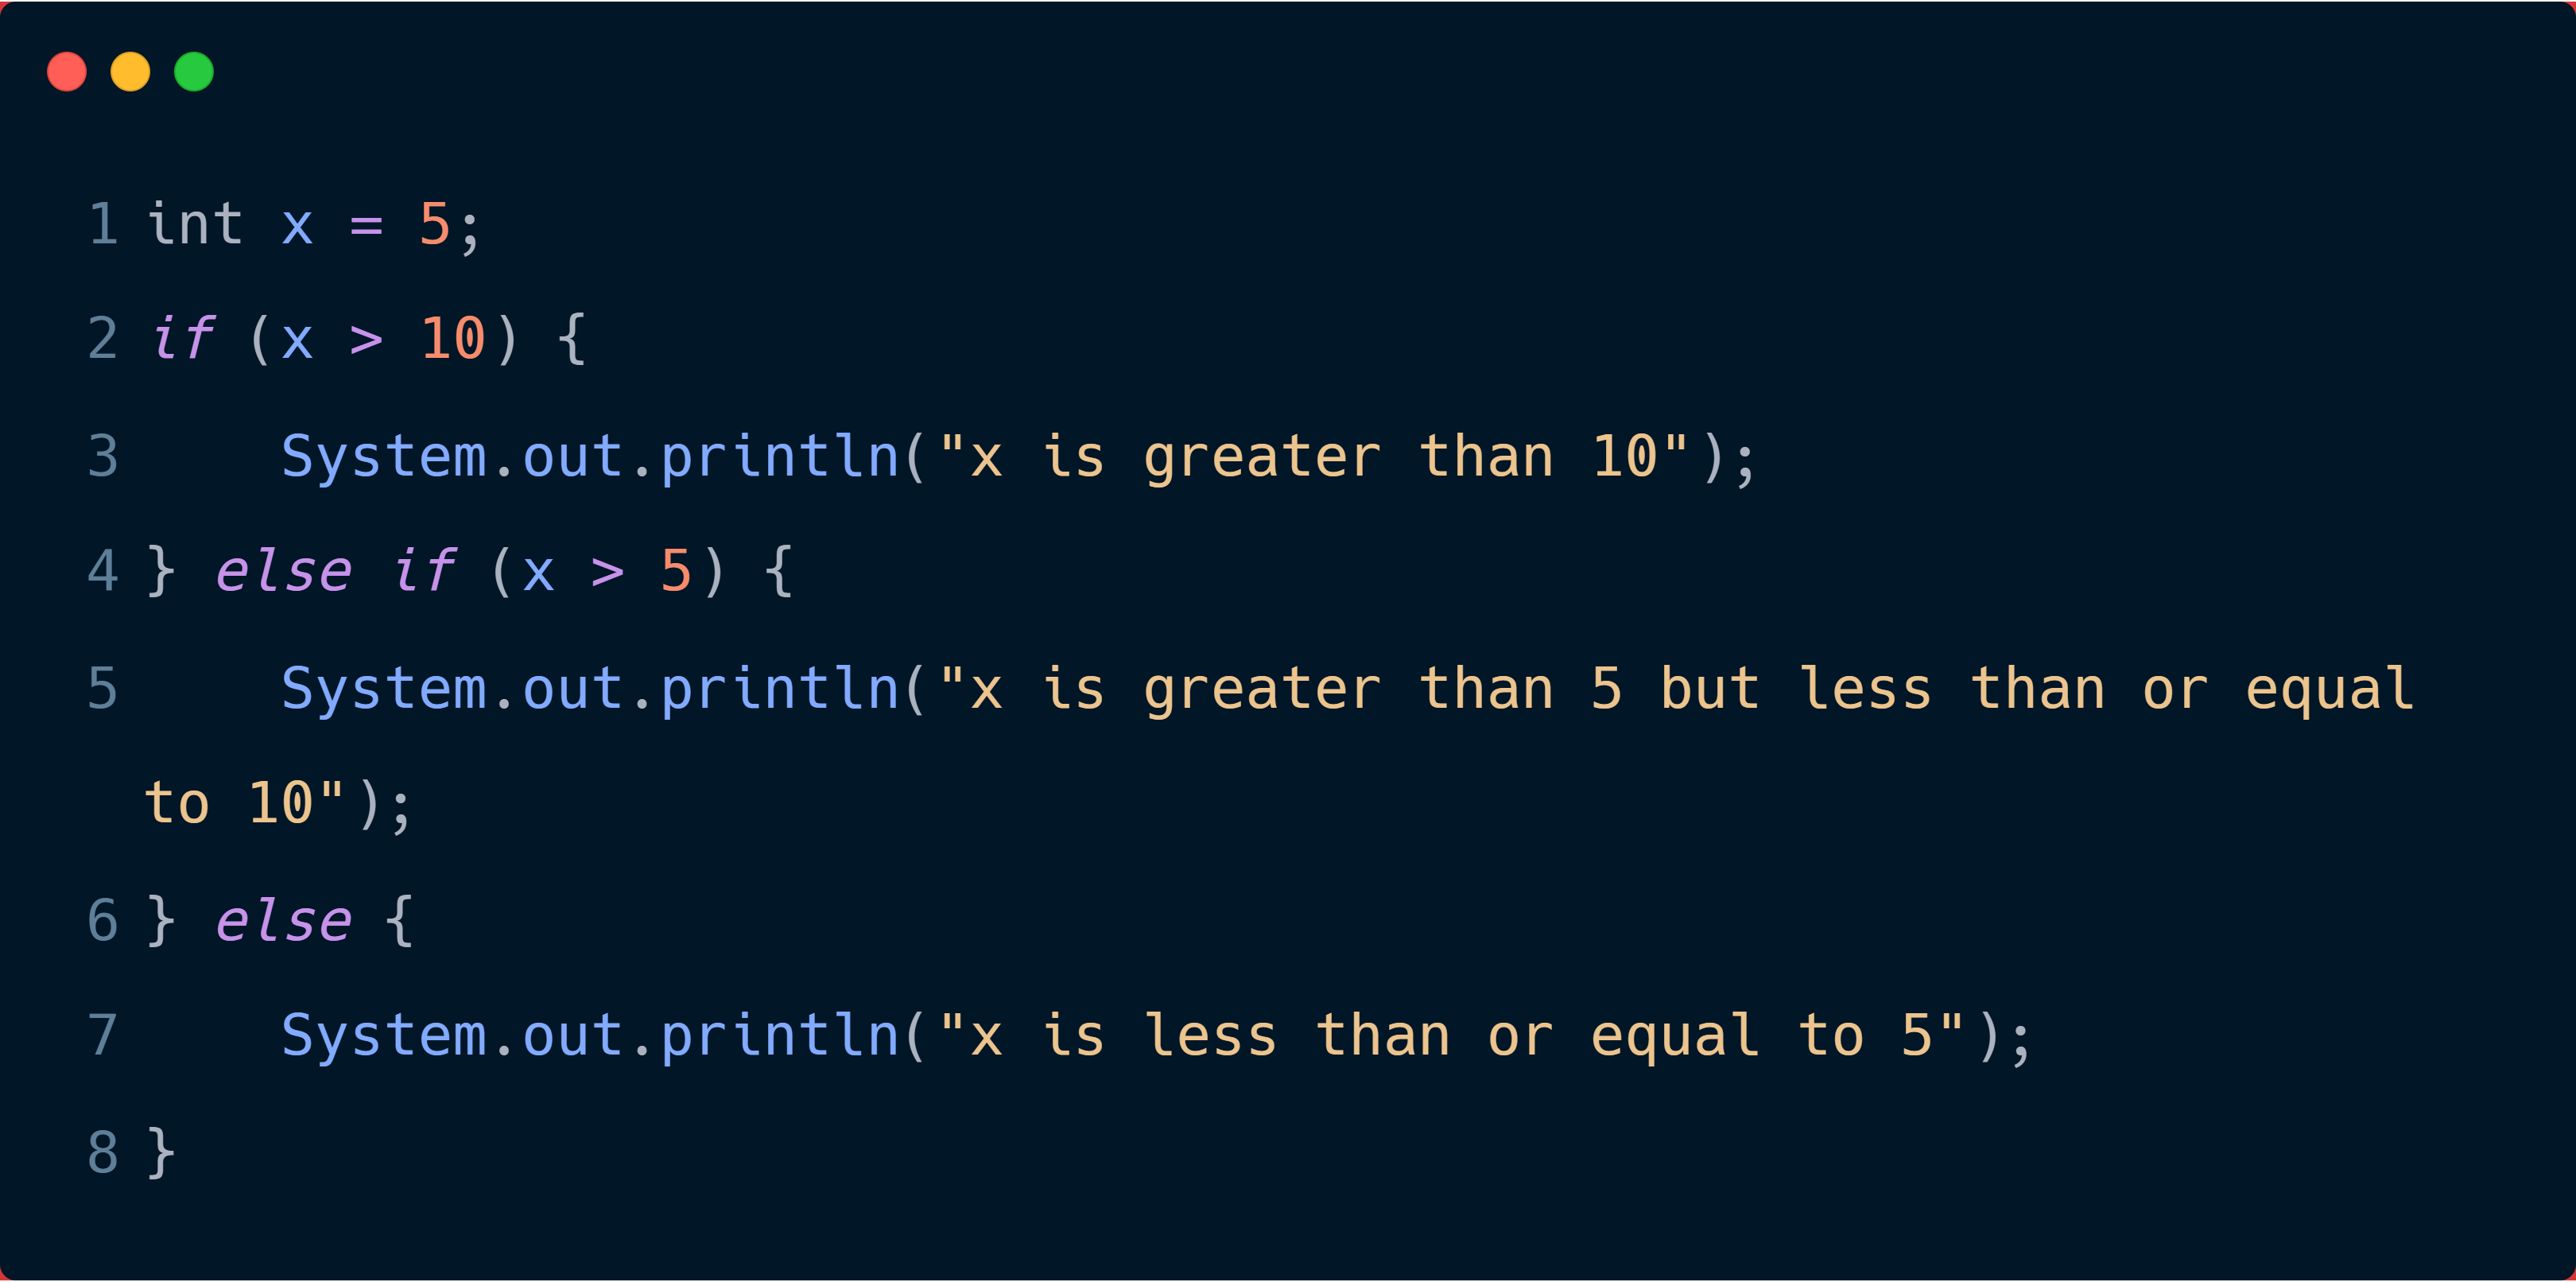 1 int x = 5;
2 if (x > 10) {
3     System.out.println("x is greater than 10");
4 } else if (x > 5) {
5     System.out.println("x is greater than 5 but less than or equal
to 10");
6 } else {
7     System.out.println("x is less than or equal to 5");
8 }